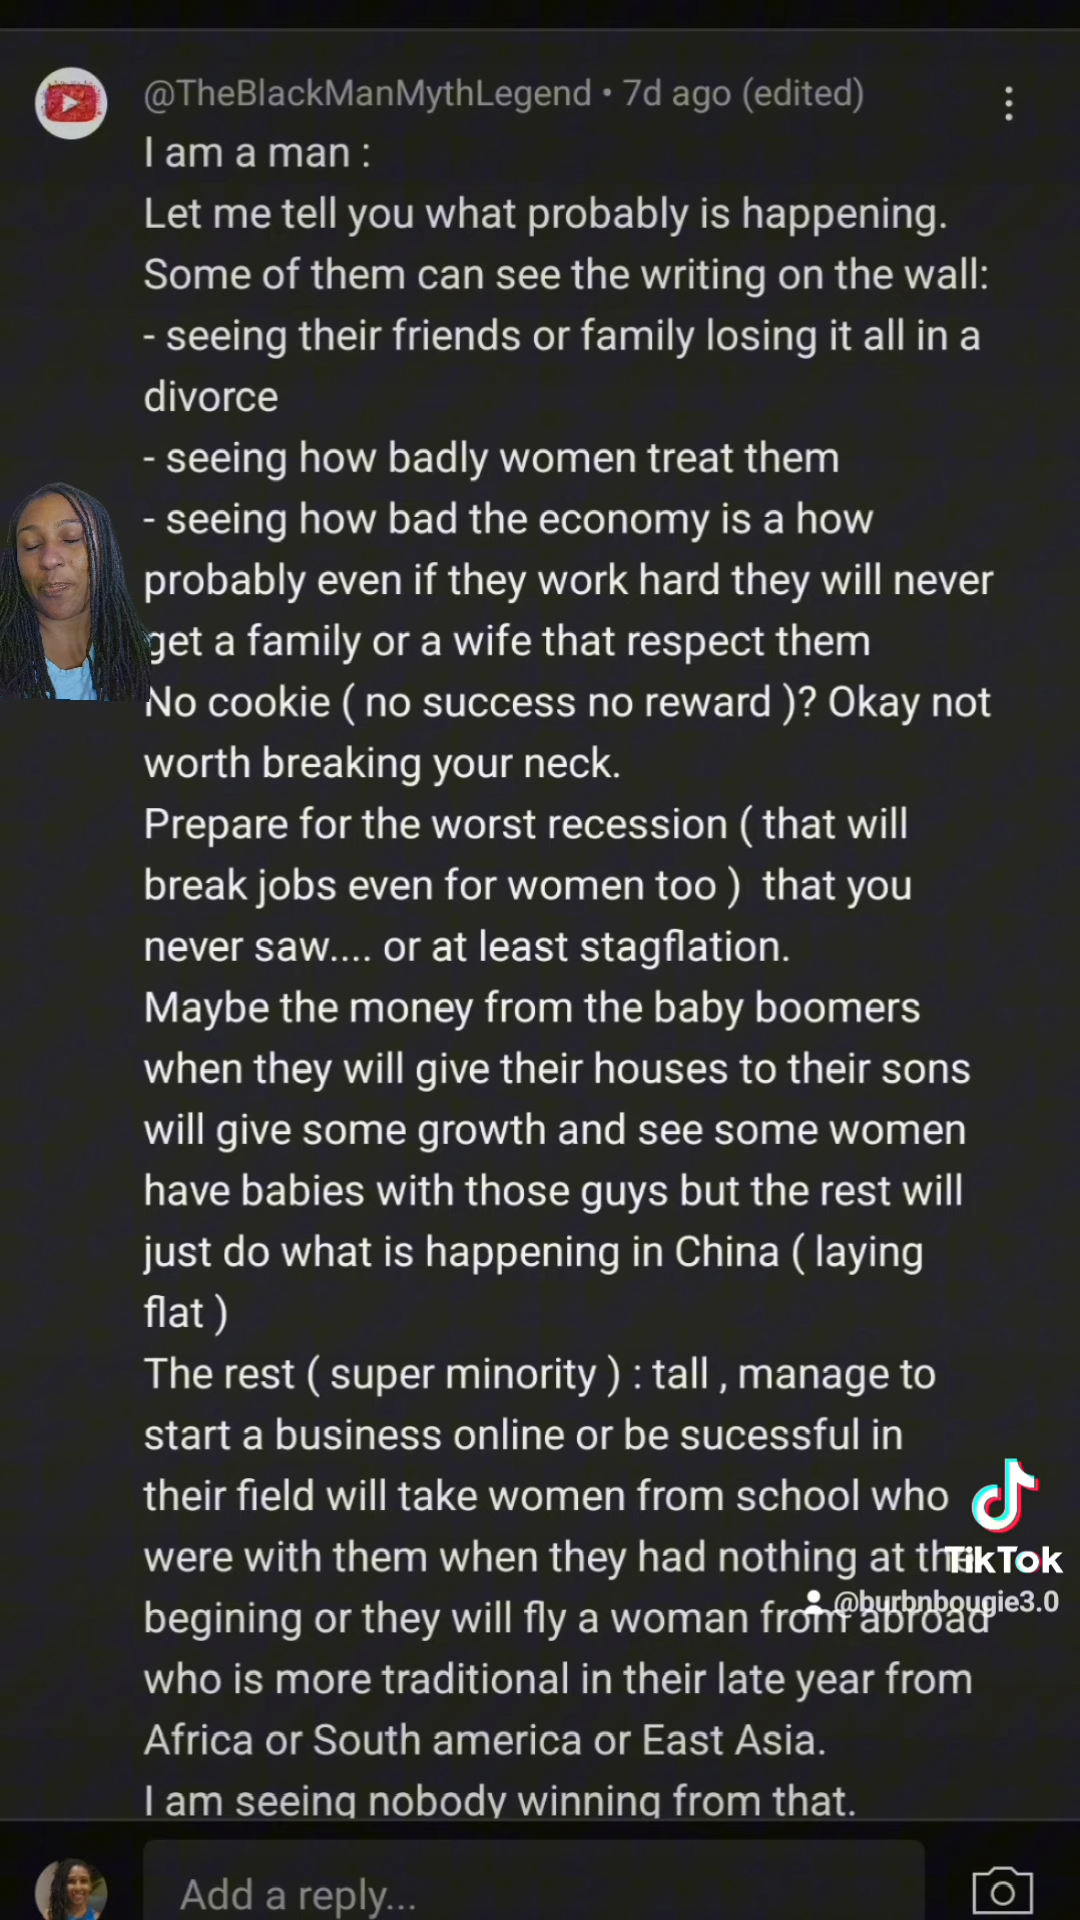 @TheBlackManMythLegend • 7d ago (edited)
I am a man :
Let me tell you what probably is happening.
Some of them can see the writing on the wall:
- seeing their friends or family losing it all in a
divorce
- seeing how badly women treat them
- seeing how bad the economy is a how
probably even if they work hard they will never
get a family or a wife that respect them
No cookie ( no success no reward )? Okay not
worth breaking your neck.
Prepare for the worst recession ( that will
break jobs even for women too )  that you
never saw.... or at least stagflation.
Maybe the money from the baby boomers
when they will give their houses to their sons
will give some growth and see some women
have babies with those guys but the rest will
just do what is happening in China ( laying
flat )
The rest ( super minority ) : tall , manage to
start a business online or be sucessful in
their field will take women from school who
were with them when they had nothing at the
begining or they will fly a woman from abroad
who is more traditional in their late year from
Africa or South america or East Asia.
I am seeing nobody winning from that.
TikTok
@burbnbougie3.0
Add a reply...